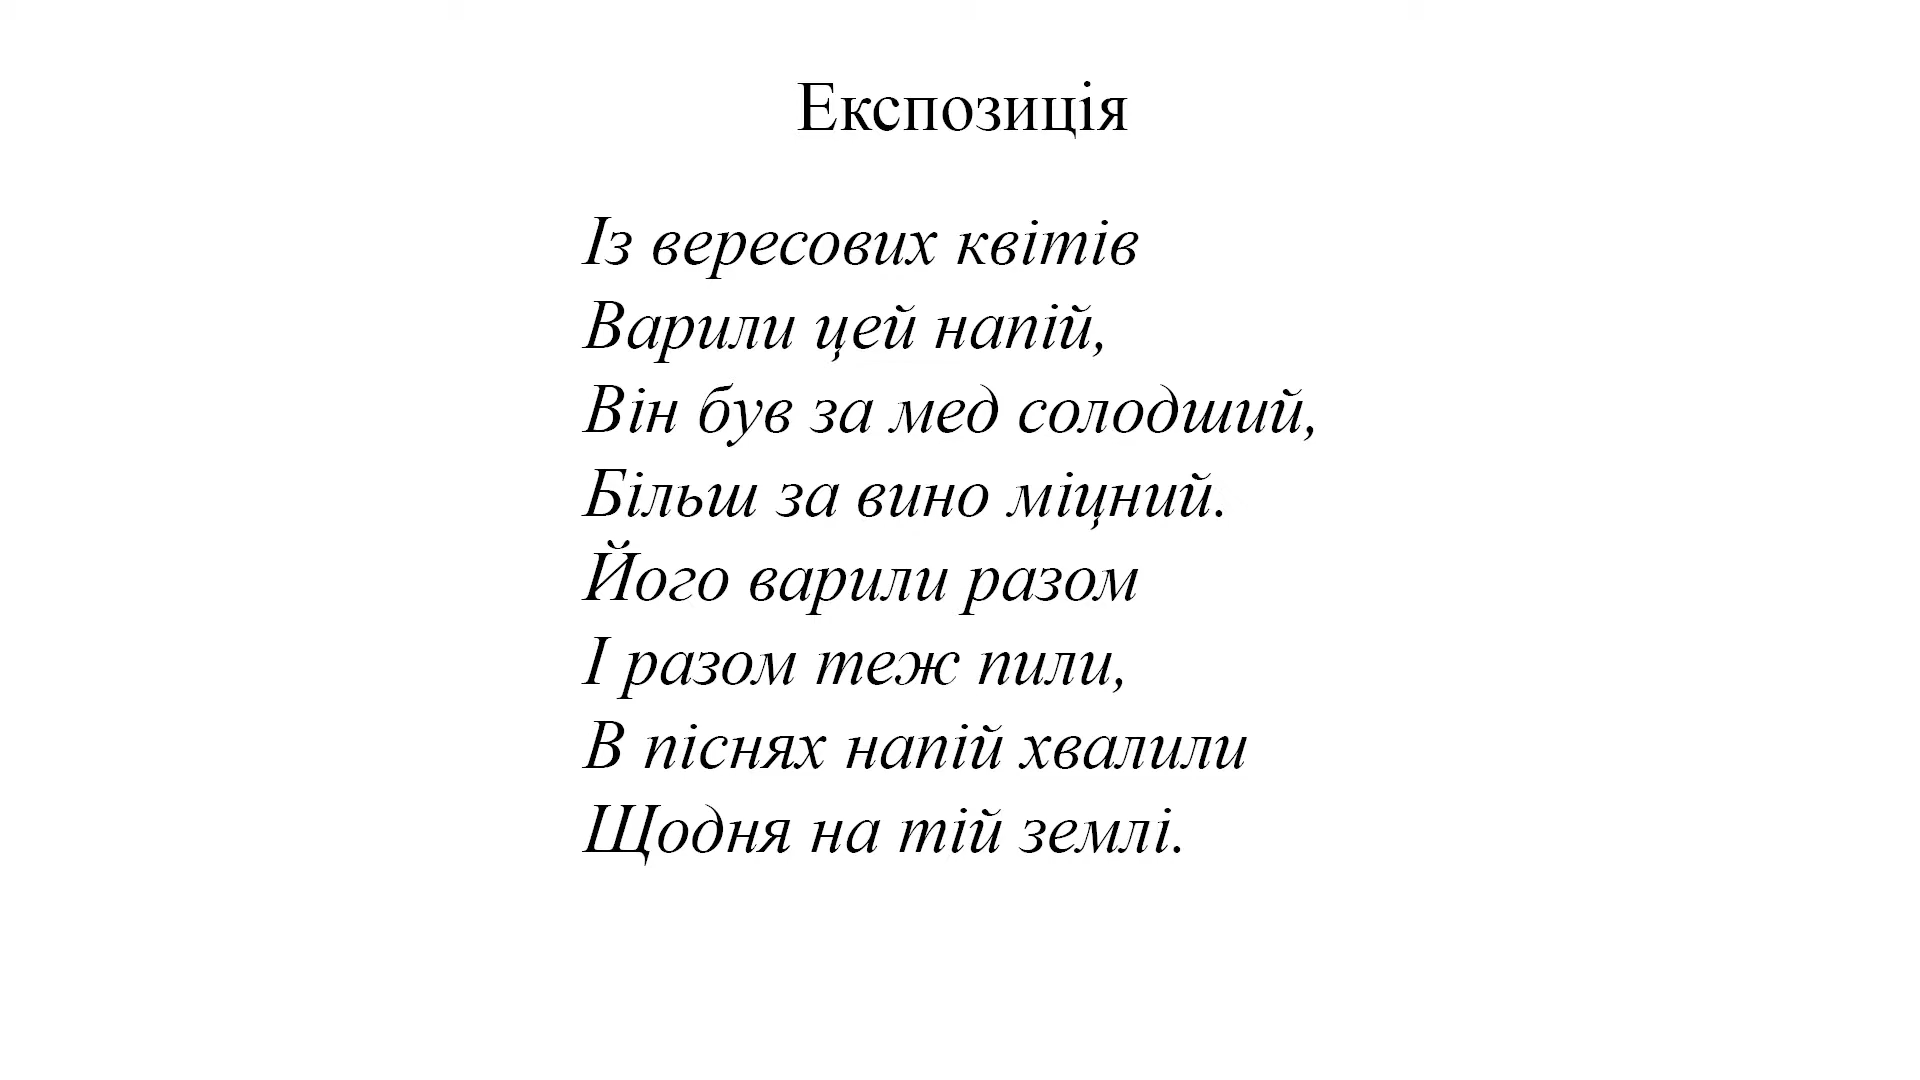 Експозиція
Із вересових квітів
Варили цей напій,
Він був за мед солодший,
Більш за вино міцний.
Його варили разом
І разом теж пили,
В піснях напій хвалили
Щодня на тій землі.